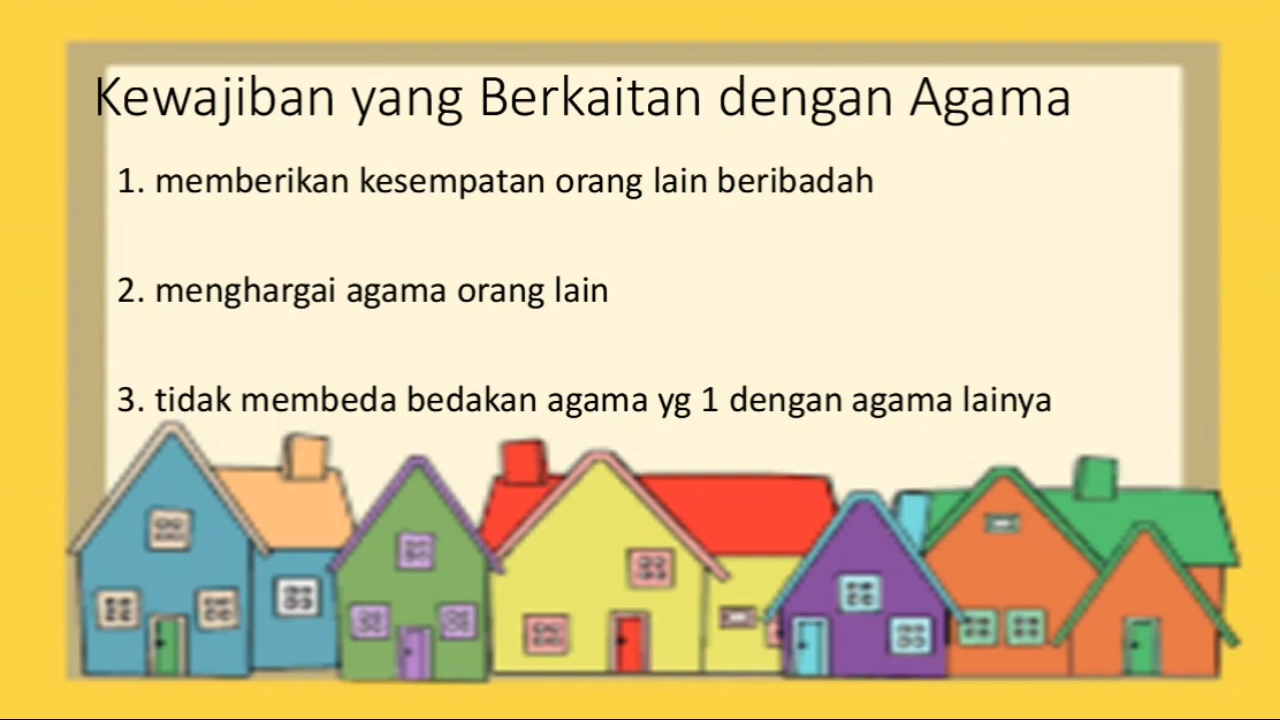 Kewajiban yang Berkaitan dengan Agama
1. memberikan kesempatan orang lain beribadah
2. menghargai agama orang lain
3. tidak membeda bedakan agama yg 1 dengan agama lainya